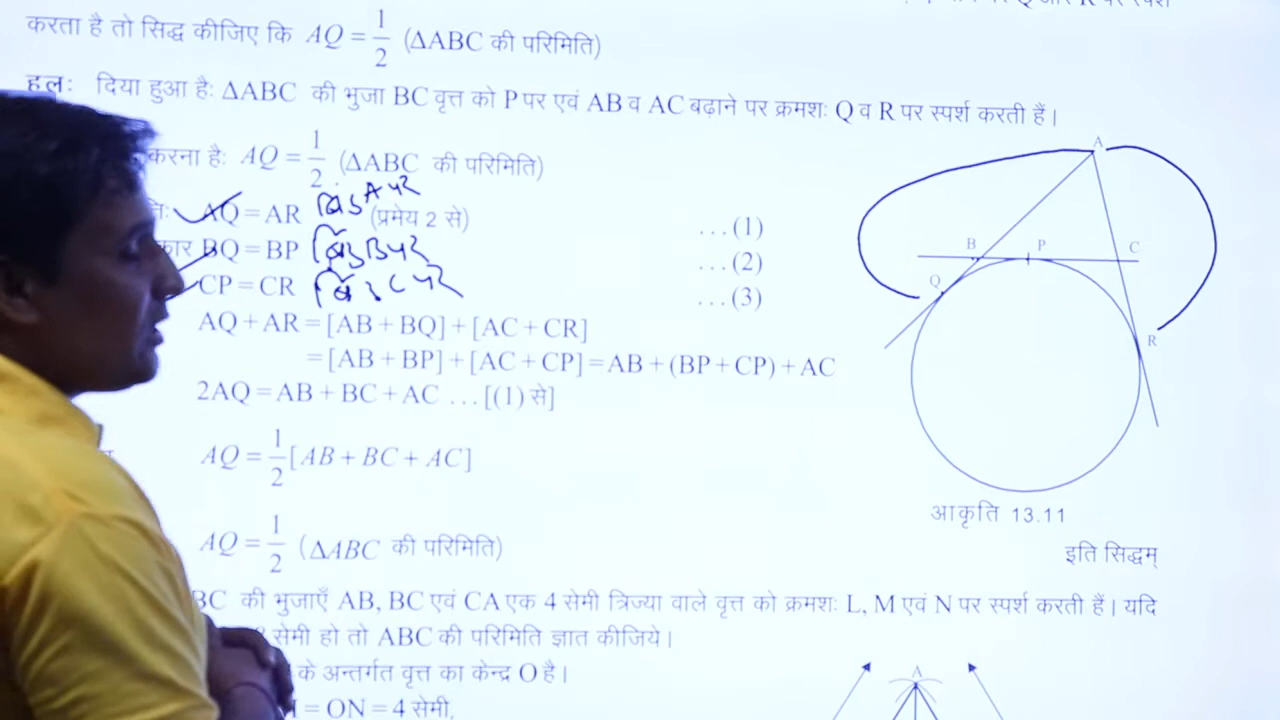 करता है तो सिद्ध कीजिए कि AQ = 1/2 (ΔABC की परिमिति)
हल: दिया हुआ है: ΔABC की भुजा BC वृत्त को P पर एवं AB व AC बढ़ाने पर क्रमशः Q व R पर स्पर्श करती हैं।
करना है: AQ = 1/2 (ΔABC की परिमिति)
AQ = AR बिंदु A पर (प्रमेय 2 से) ...(1)
BQ = BP बिंदु B पर ...(2)
CP = CR बिंदु C पर ...(3)
AQ + AR = [AB + BQ] + [AC + CR]
= [AB + BP] + [AC + CP] = AB + (BP + CP) + AC
2AQ = AB + BC + AC ... [(1) से]
AQ = 1/2 [AB + BC + AC]
AQ = 1/2 (ΔABC की परिमिति)
A
B P C
Q
R
आकृति 13.11
इति सिद्धम्
BC की भुजाएँ AB, BC एवं CA एक 4 सेमी त्रिज्या वाले वृत्त को क्रमशः L, M एवं N पर स्पर्श करती हैं। यदि
सेमी हो तो ABC की परिमिति ज्ञात कीजिये।
के अन्तर्गत वृत्त का केन्द्र O है।
= ON = 4 सेमी,
A